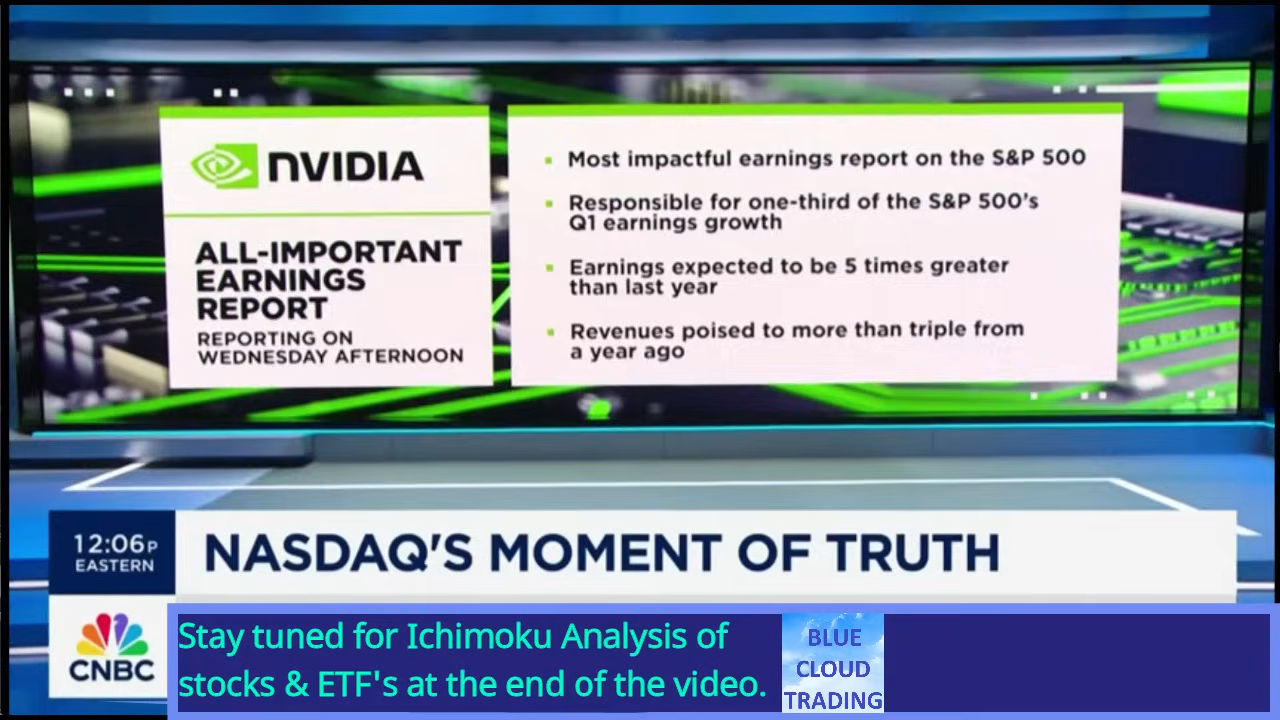 NVIDIA
ALL-IMPORTANT
EARNINGS
REPORT
REPORTING ON
WEDNESDAY AFTERNOON
Most impactful earnings report on the S&P 500
Responsible for one-third of the S&P 500's
Q1 earnings growth
Earnings expected to be 5 times greater
than last year
Revenues poised to more than triple from
a year ago
12:06P
EASTERN
NASDAQ'S MOMENT OF TRUTH
CNBC
Stay tuned for Ichimoku Analysis of
stocks & ETF's at the end of the video.
BLUE
CLOUD
TRADING